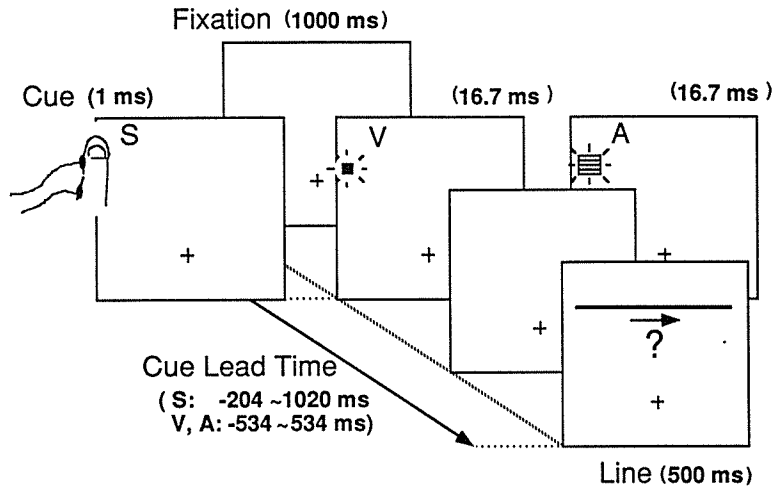 Fixation (1000 ms)
Cue (1 ms)
(16.7 ms)
(16.7 ms)
S
V
A
?
Cue Lead Time
( S: -204 ~1020 ms
V, A: -534 ~534 ms)
Line (500 ms)